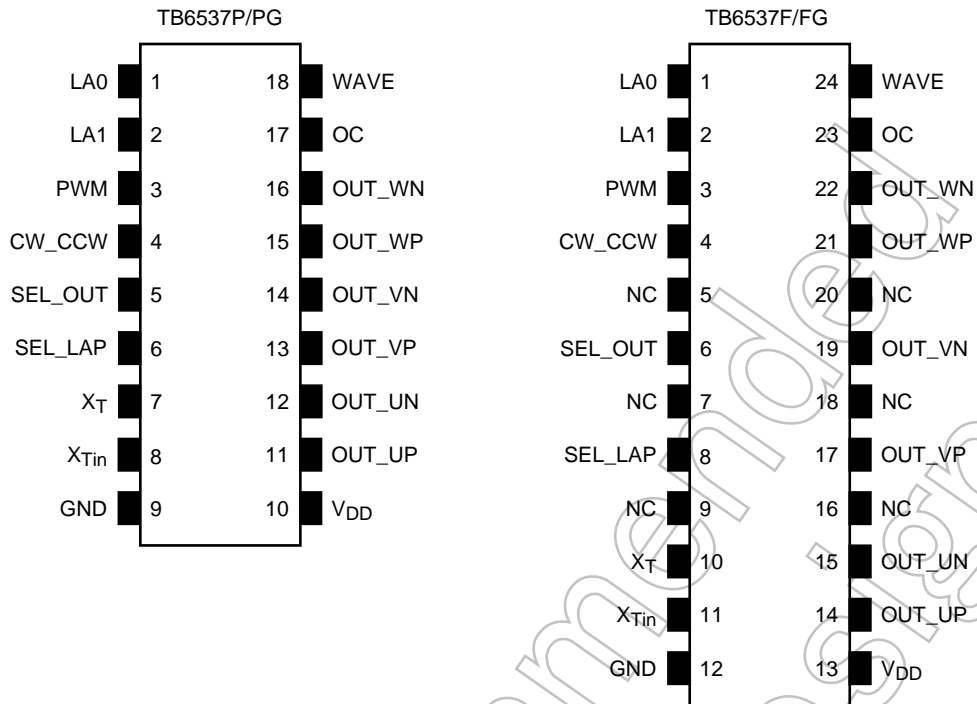 TB6537P/PG
LA0 1 18 WAVE
LA1 2 17 OC
PWM 3 16 OUT_WN
CW_CCW 4 15 OUT_WP
SEL_OUT 5 14 OUT_VN
SEL_LAP 6 13 OUT_VP
XT 7 12 OUT_UN
XTin 8 11 OUT_UP
GND 9 10 VDD
TB6537F/FG
LA0 1 24 WAVE
LA1 2 23 OC
PWM 3 22 OUT_WN
CW_CCW 4 21 OUT_WP
NC 5 20 NC
SEL_OUT 6 19 OUT_VN
NC 7 18 NC
SEL_LAP 8 17 OUT_VP
NC 9 16 NC
XT 10 15 OUT_UN
XTin 11 14 OUT_UP
GND 12 13 VDD